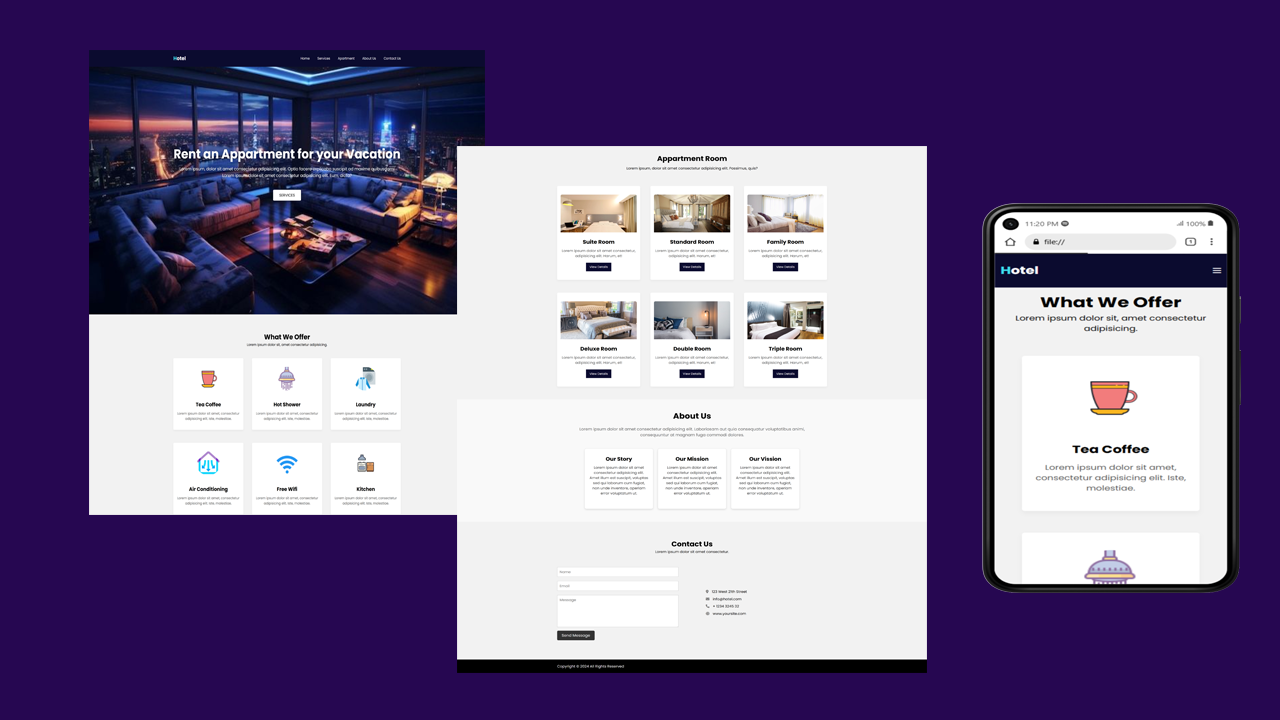 Hotel
Home Services Apartment About Us Contact Us
Rent an Appartment for your Vacation
Lorem ipsum, dolor sit amet consectetur adipisicing elit. Optio facere explicabo suscipit ad maxime quibusdam
Lorem ipsum dolor sit amet consectetur adipisicing elit. Eum, dolor!
SERVICES
What We Offer
Lorem ipsum dolor sit, amet consectetur adipisicing.
Tea Coffee
Lorem ipsum dolor sit amet, consectetur
adipisicing elit. Iste, molestiae.
Hot Shower
Lorem ipsum dolor sit amet, consectetur
adipisicing elit. Iste, molestiae.
Laundry
Lorem ipsum dolor sit amet, consectetur
adipisicing elit. Iste, molestiae.
Air Conditioning
Lorem ipsum dolor sit amet, consectetur
adipisicing elit. Iste, molestiae.
Free Wifi
Lorem ipsum dolor sit amet, consectetur
adipisicing elit. Iste, molestiae.
Kitchen
Lorem ipsum dolor sit amet, consectetur
adipisicing elit. Iste, molestiae.
Appartment Room
Lorem ipsum, dolor sit amet consectetur adipisicing elit. Possimus, quis?
Suite Room
Lorem ipsum dolor sit amet consectetur,
adipisicing elit. Harum, sit
View Details
Standard Room
Lorem ipsum dolor sit amet consectetur,
adipisicing elit. Harum, sit
View Details
Family Room
Lorem ipsum dolor sit amet consectetur,
adipisicing elit. Harum, sit
View Details
Deluxe Room
Lorem ipsum dolor sit amet consectetur,
adipisicing elit. Harum, sit
View Details
Double Room
Lorem ipsum dolor sit amet consectetur,
adipisicing elit. Harum, sit
View Details
Triple Room
Lorem ipsum dolor sit amet consectetur,
adipisicing elit. Harum, sit
View Details
About Us
Lorem ipsum dolor sit amet consectetur adipisicing elit. Laboriosam aut quo consequatur voluptatibus animi,
consequuntur at magnam fuga commodi dolores.
Our Story
Lorem ipsum dolor sit amet,
consectetur adipisicing elit.
Amet illum aut suscipit, voluptas
sed qui laborum cum fugiat,
non unde inventore, aperiam
error voluptatum ut.
Our Mission
Lorem ipsum dolor sit amet,
consectetur adipisicing elit.
Amet illum aut suscipit, voluptas
sed qui laborum cum fugiat,
non unde inventore, aperiam
error voluptatum ut.
Our Vission
Lorem ipsum dolor sit amet,
consectetur adipisicing elit.
Amet illum aut suscipit, voluptas
sed qui laborum cum fugiat,
non unde inventore, aperiam
error voluptatum ut.
Contact Us
Lorem ipsum dolor sit amet consectetur.
Name
Email
Message
Send Message
123 West 21th Street
info@hotol.com
+ 1234 3245 32
www.yoursite.com
Copyright © 2024 All Rights Reserved
11:20 PM
100%
file://
1
Hotel
What We Offer
Lorem ipsum dolor sit, amet consectetur
adipisicing.
Tea Coffee
Lorem ipsum dolor sit amet,
consectetur adipisicing elit. Iste,
molestiae.